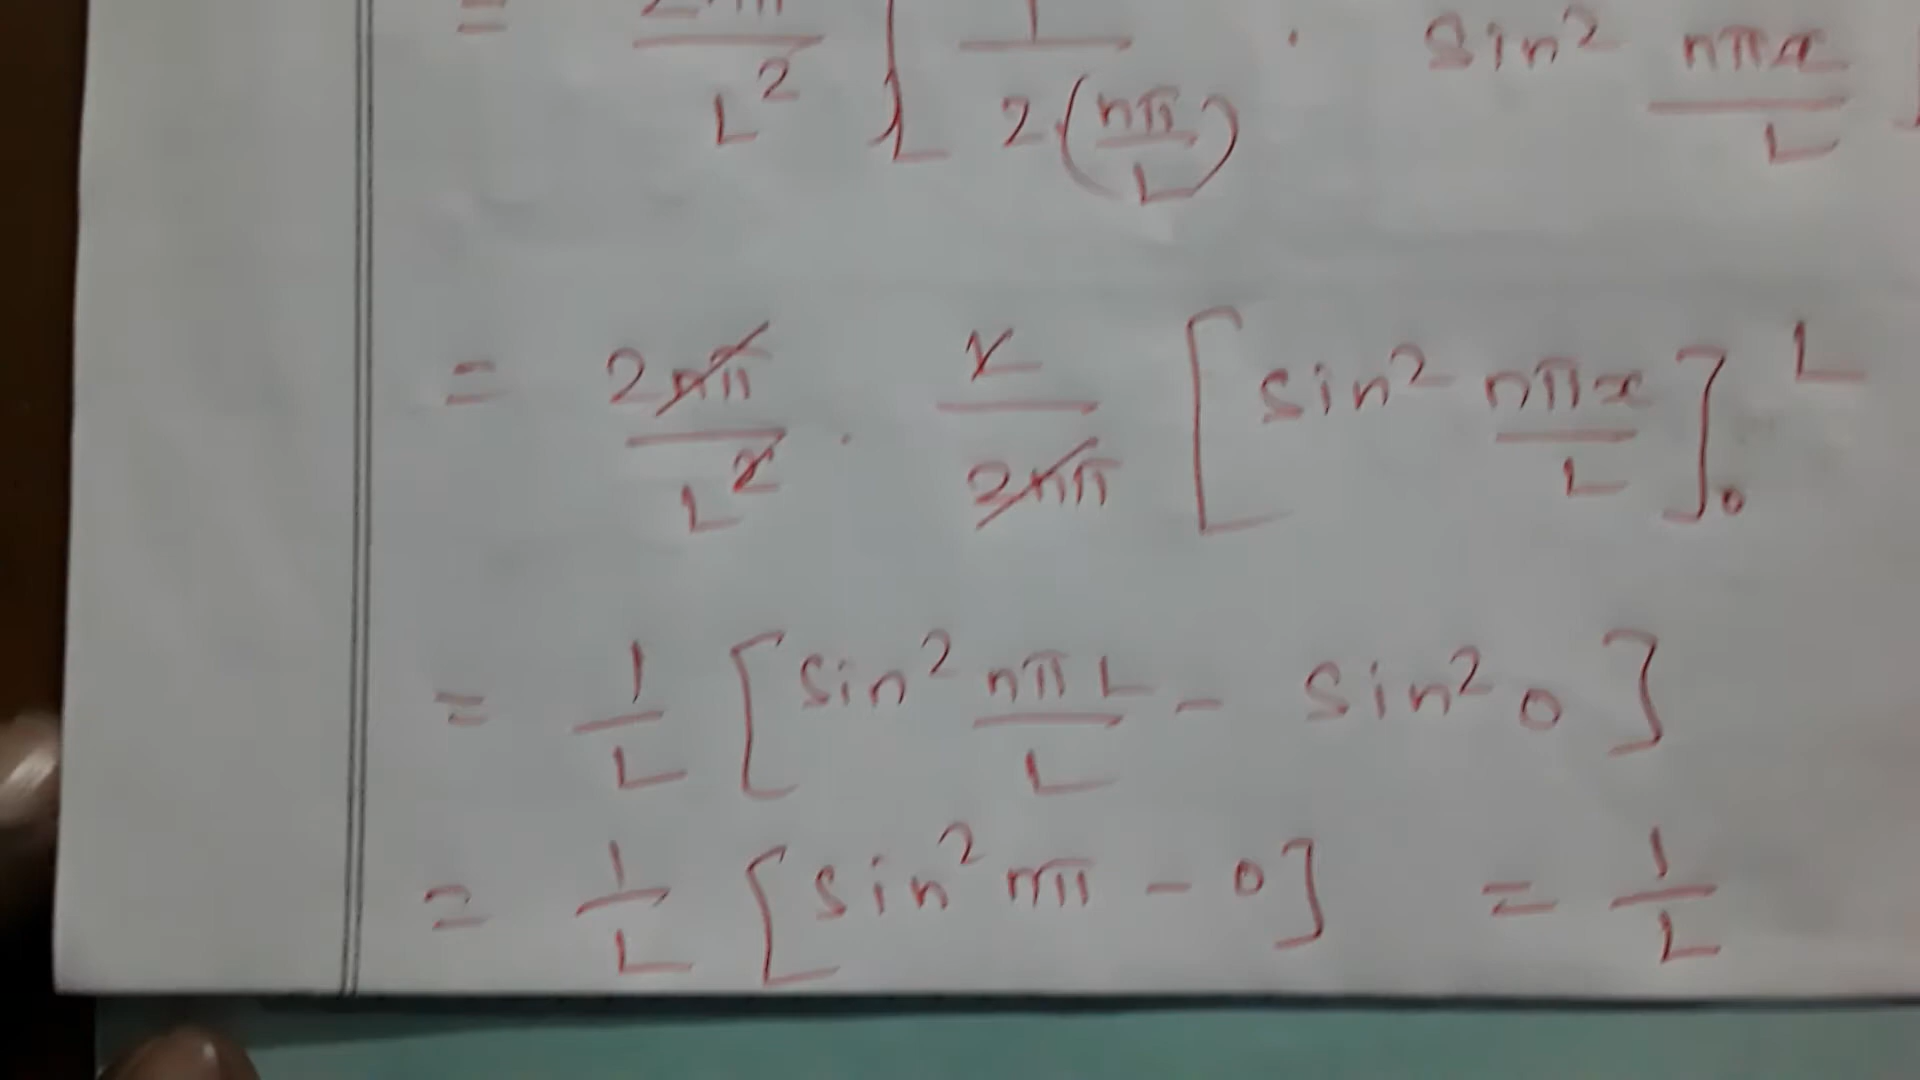 = 2nπ/L² [ 1/2(nπ/L) · sin² nπx/L ]
= 2nπ/L² · L/2nπ [ sin² nπx/L ]₀ᴸ
= 1/L [ sin² nπL/L - sin² 0 ]
= 1/L [ sin² nπ - 0 ] = 1/L